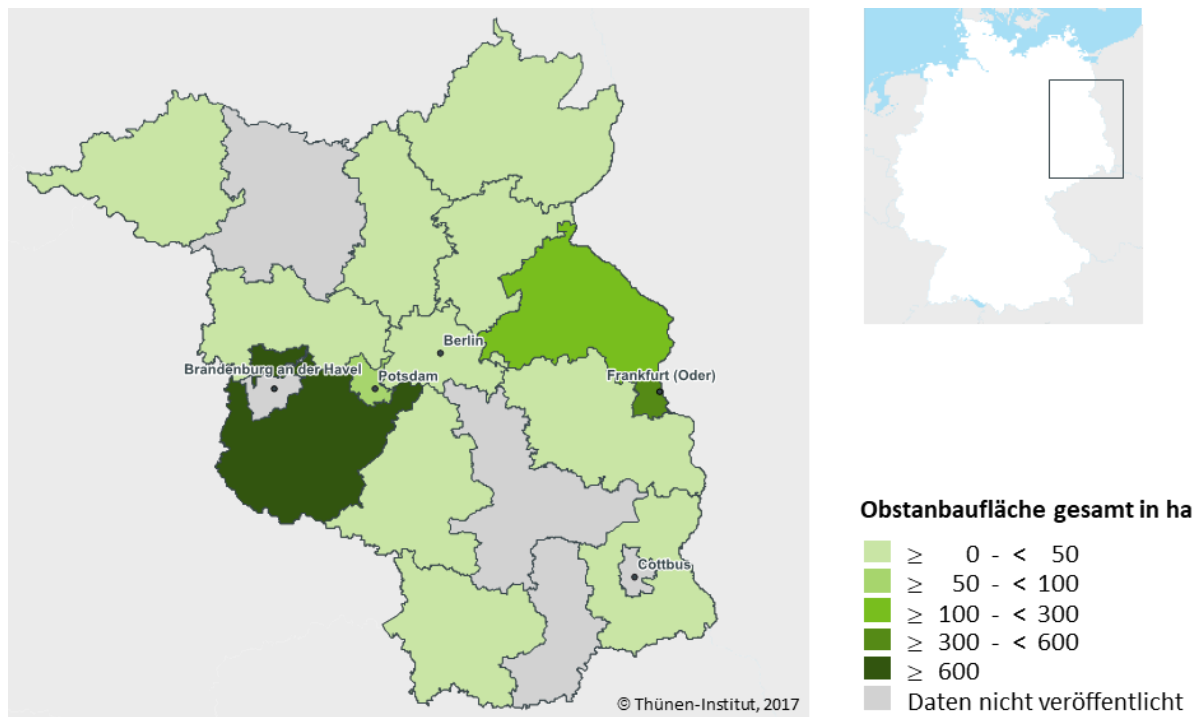 Berlin
Brandenburg an der Havel
Potsdam
Frankfurt (Oder)
Cottbus
© Thünen-Institut, 2017
Obstanbaufläche gesamt in ha
≥ 0 - < 50
≥ 50 - < 100
≥ 100 - < 300
≥ 300 - < 600
≥ 600
Daten nicht veröffentlicht